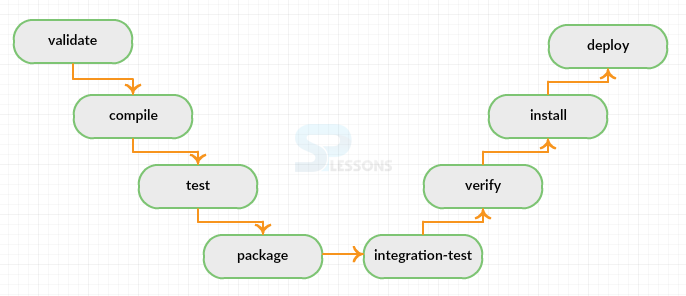 validate
compile
test
package
integration-test
verify
install
deploy
SP LESSONS